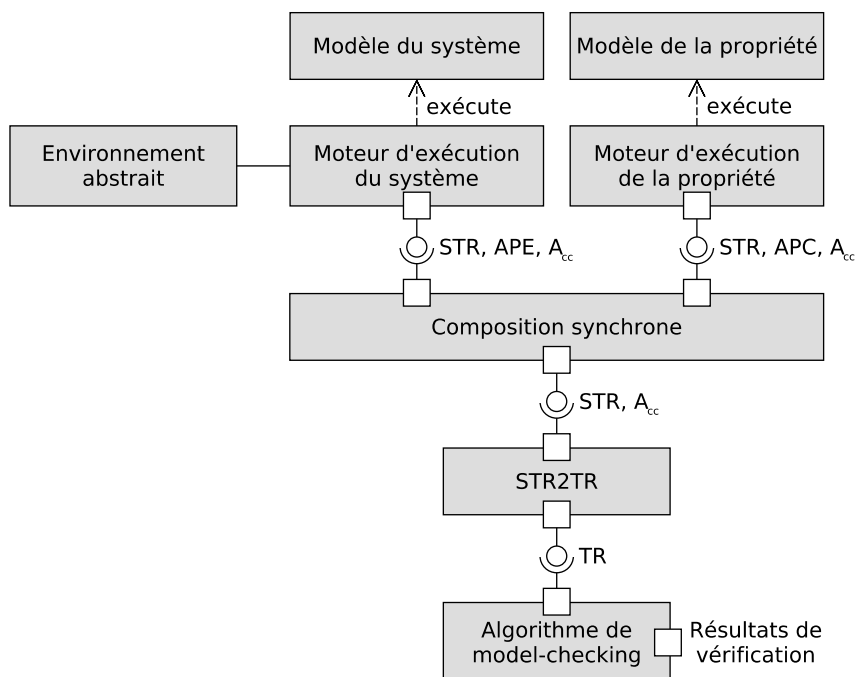 Modèle du système
Modèle de la propriété
exécute
exécute
Environnement
abstrait
Moteur d'exécution
du système
Moteur d'exécution
de la propriété
STR, APE, Acc
STR, APC, Acc
Composition synchrone
STR, Acc
STR2TR
TR
Algorithme de
model-checking
Résultats de
vérification